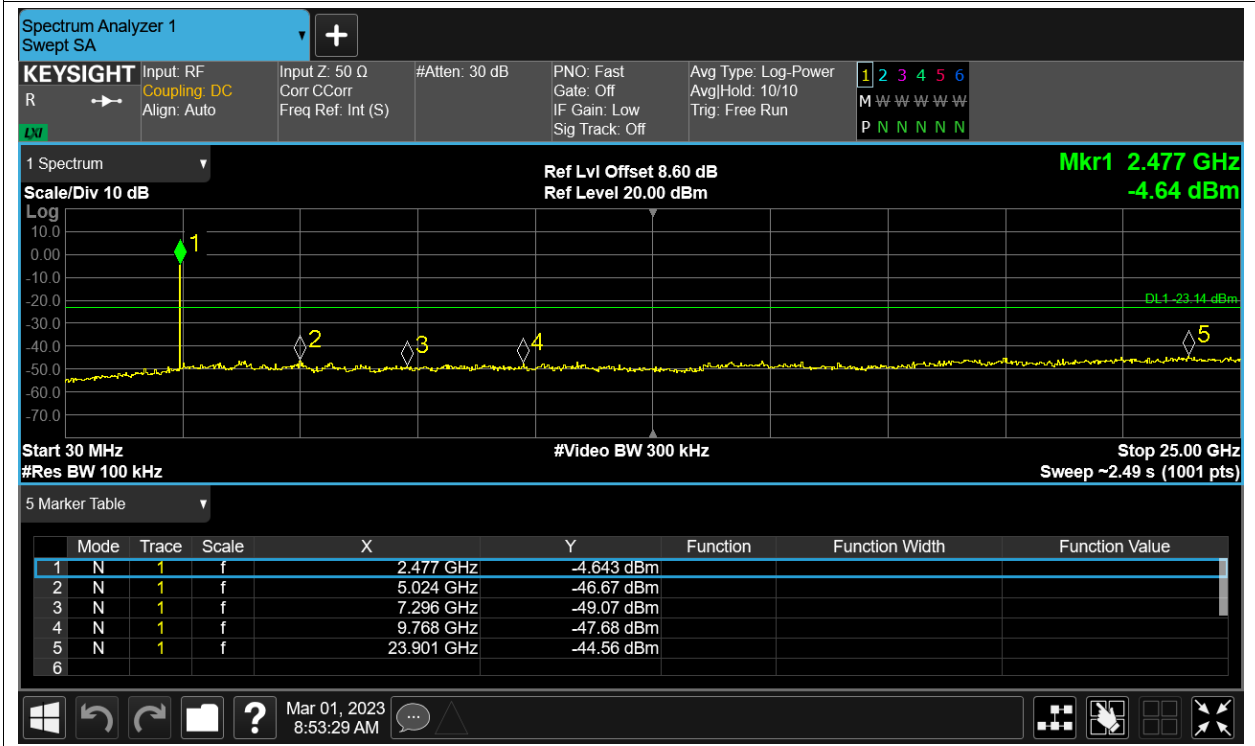 Spectrum Analyzer 1
Swept SA
+
KEYSIGHT
R
LXI
Input: RF
Coupling: DC
Align: Auto
Input Z: 50 Ω
Corr CCorr
Freq Ref: Int (S)
#Atten: 30 dB
PNO: Fast
Gate: Off
IF Gain: Low
Sig Track: Off
Avg Type: Log-Power
Avg|Hold: 10/10
Trig: Free Run
1 2 3 4 5 6
M W W W W W
P N N N N N
1 Spectrum
Scale/Div 10 dB
Ref Lvl Offset 8.60 dB
Ref Level 20.00 dBm
Mkr1 2.477 GHz
-4.64 dBm
Log
10.0
0.00
-10.0
-20.0
-30.0
-40.0
-50.0
-60.0
-70.0
1
2
3
4
5
DL1 -23.14 dBm
Start 30 MHz
#Res BW 100 kHz
#Video BW 300 kHz
Stop 25.00 GHz
Sweep ~2.49 s (1001 pts)
5 Marker Table
Mode Trace Scale X Y Function Function Width Function Value
1 N 1 f 2.477 GHz -4.643 dBm
2 N 1 f 5.024 GHz -46.67 dBm
3 N 1 f 7.296 GHz -49.07 dBm
4 N 1 f 9.768 GHz -47.68 dBm
5 N 1 f 23.901 GHz -44.56 dBm
6
?
Mar 01, 2023
8:53:29 AM